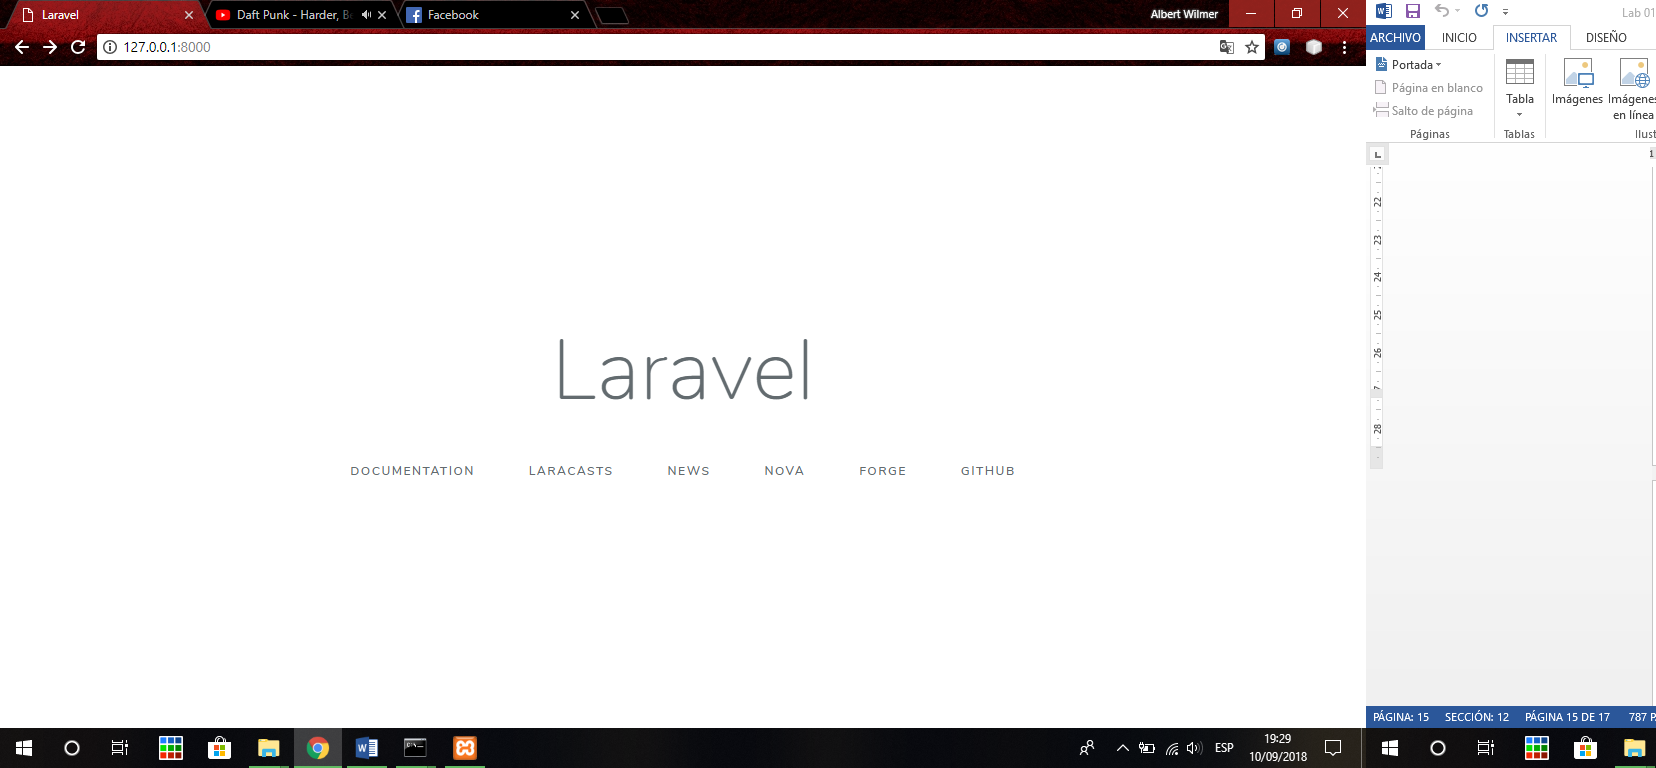 Laravel
Daft Punk - Harder, B
Facebook
Albert Wilmer
127.0.0.1:8000
Laravel
DOCUMENTATION LARACASTS NEWS NOVA FORGE GITHUB
ESP
19:29
10/09/2018
Lab 01
ARCHIVO INICIO INSERTAR DISEÑO
Portada
Página en blanco
Salto de página
Páginas
Tabla
Tablas
Imágenes
Imágenes
en línea
Ilust
1
22
23
24
25
26
28
PÁGINA: 15 SECCIÓN: 12 PÁGINA 15 DE 17 787 P